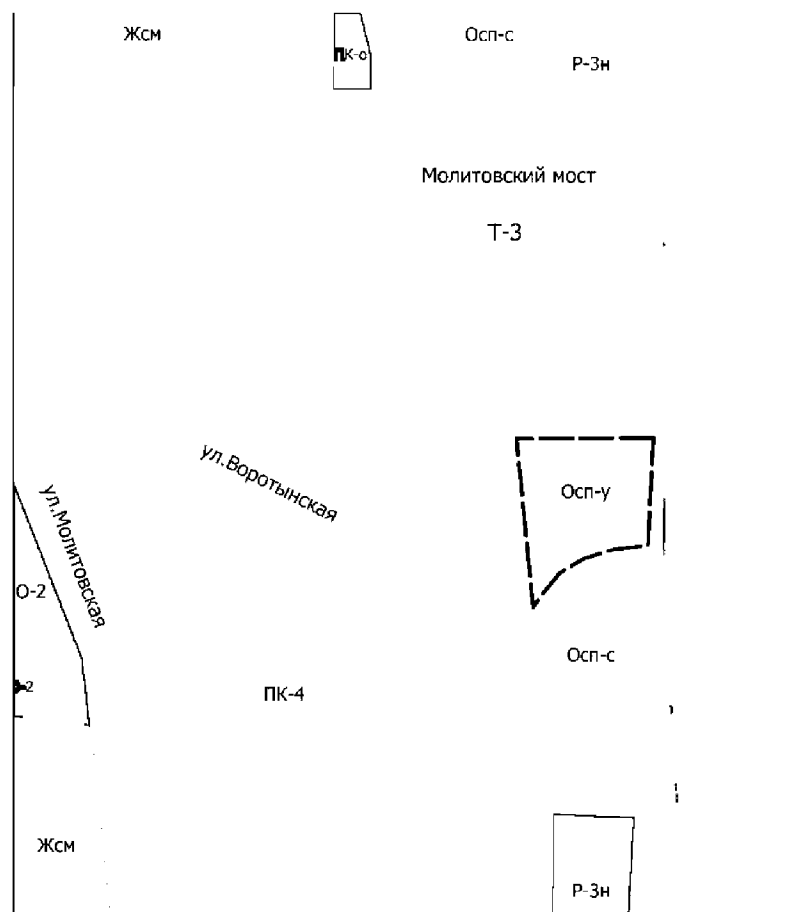 Жсм
ПК-о
Осп-с
Р-3н
Молитовский мост
Т-3
ул.Воротынская
Осп-у
ул.Молитовская
О-2
Осп-с
ПК-4
Жсм
Р-3н